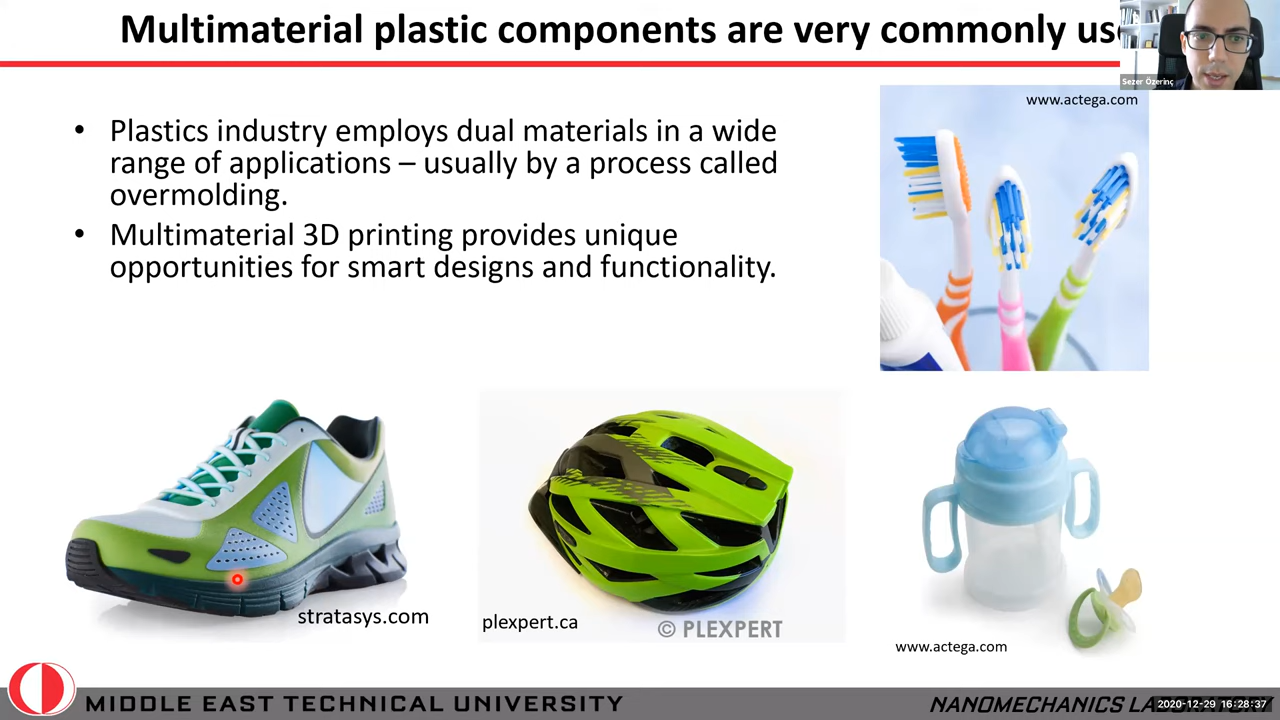 Multimaterial plastic components are very commonly
Sezer Özerinç
www.actega.com
• Plastics industry employs dual materials in a wide
range of applications – usually by a process called
overmolding.
• Multimaterial 3D printing provides unique
opportunities for smart designs and functionality.
stratasys.com
plexpert.ca
© PLEXPERT
www.actega.com
MIDDLE EAST TECHNICAL UNIVERSITY
NANOMECHANICS
2020-12-29 16:28:37